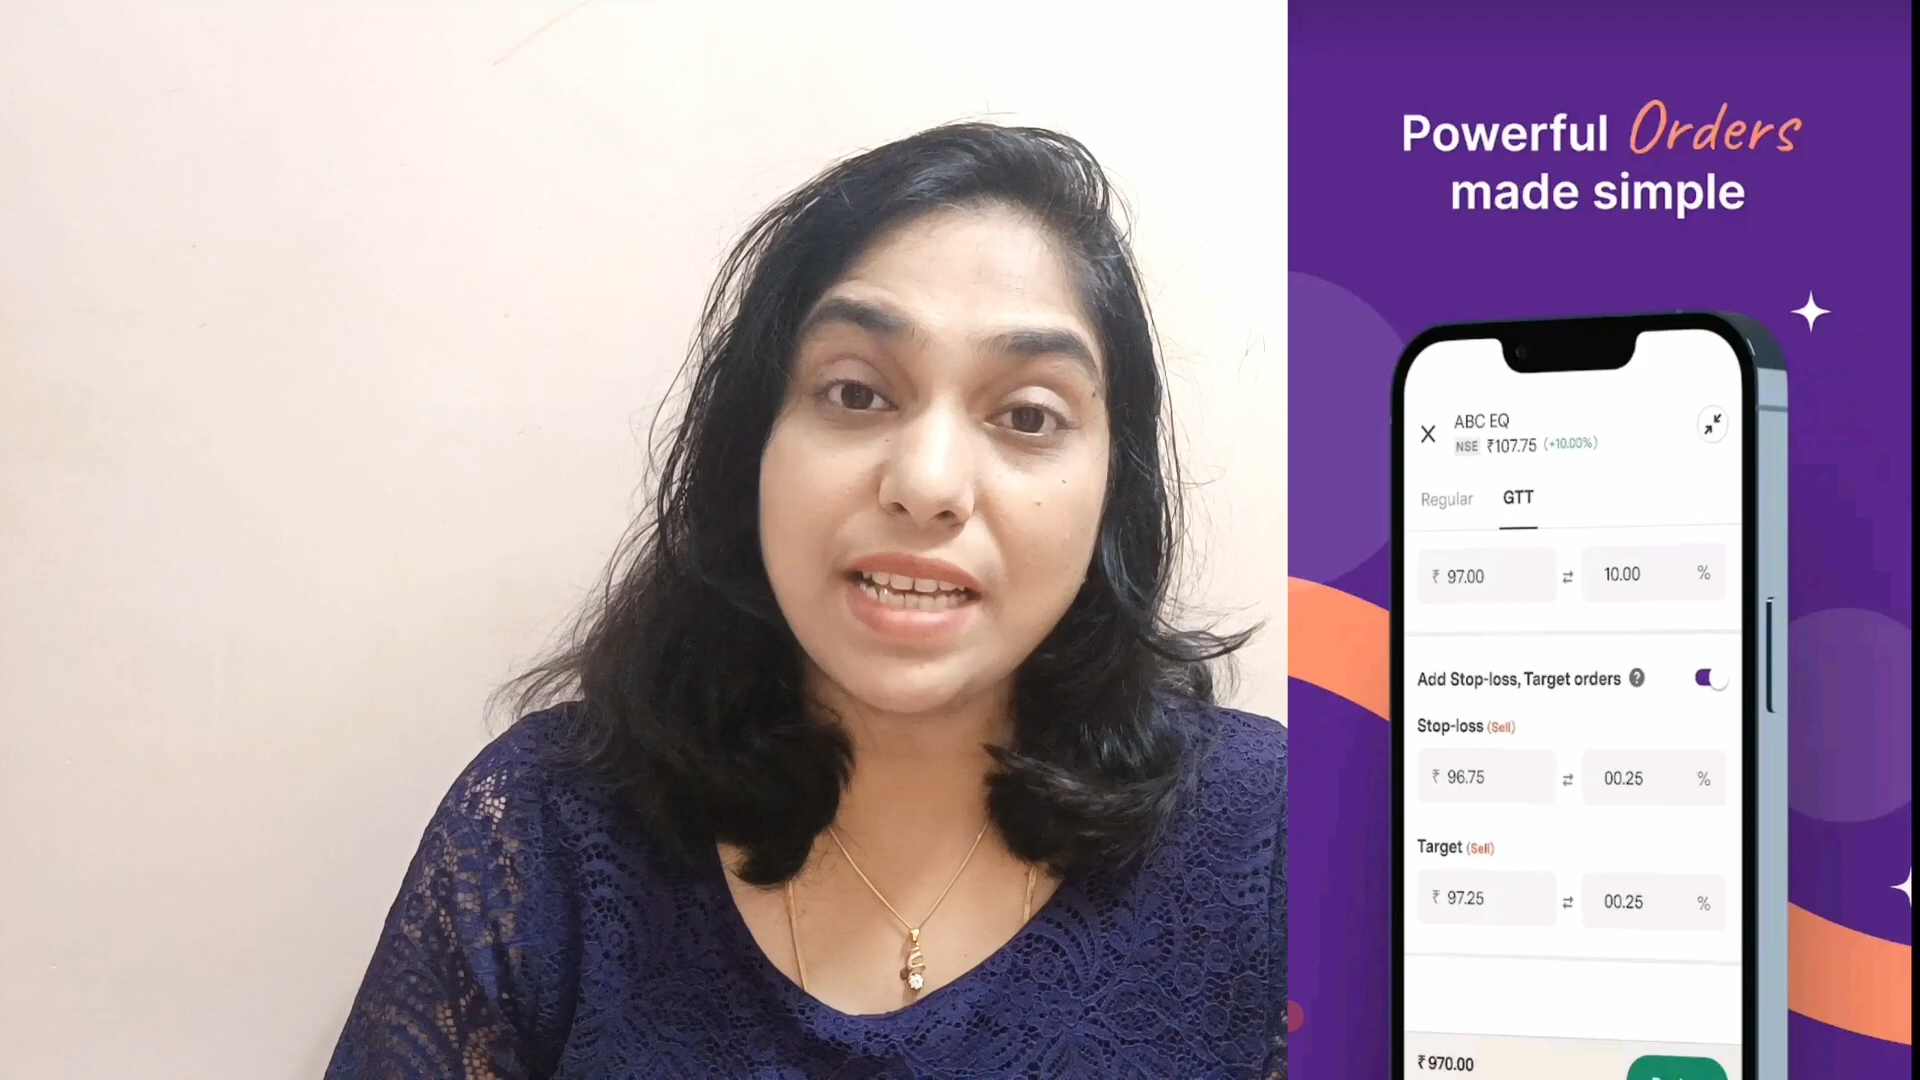 Powerful Orders
made simple
ABC EQ
NSE ₹107.75 (+10.00%)
Regular GTT
₹ 97.00 10.00 %
Add Stop-loss, Target orders ?
Stop-loss (Sell)
₹ 96.75 00.25 %
Target (Sell)
₹ 97.25 00.25 %
₹970.00